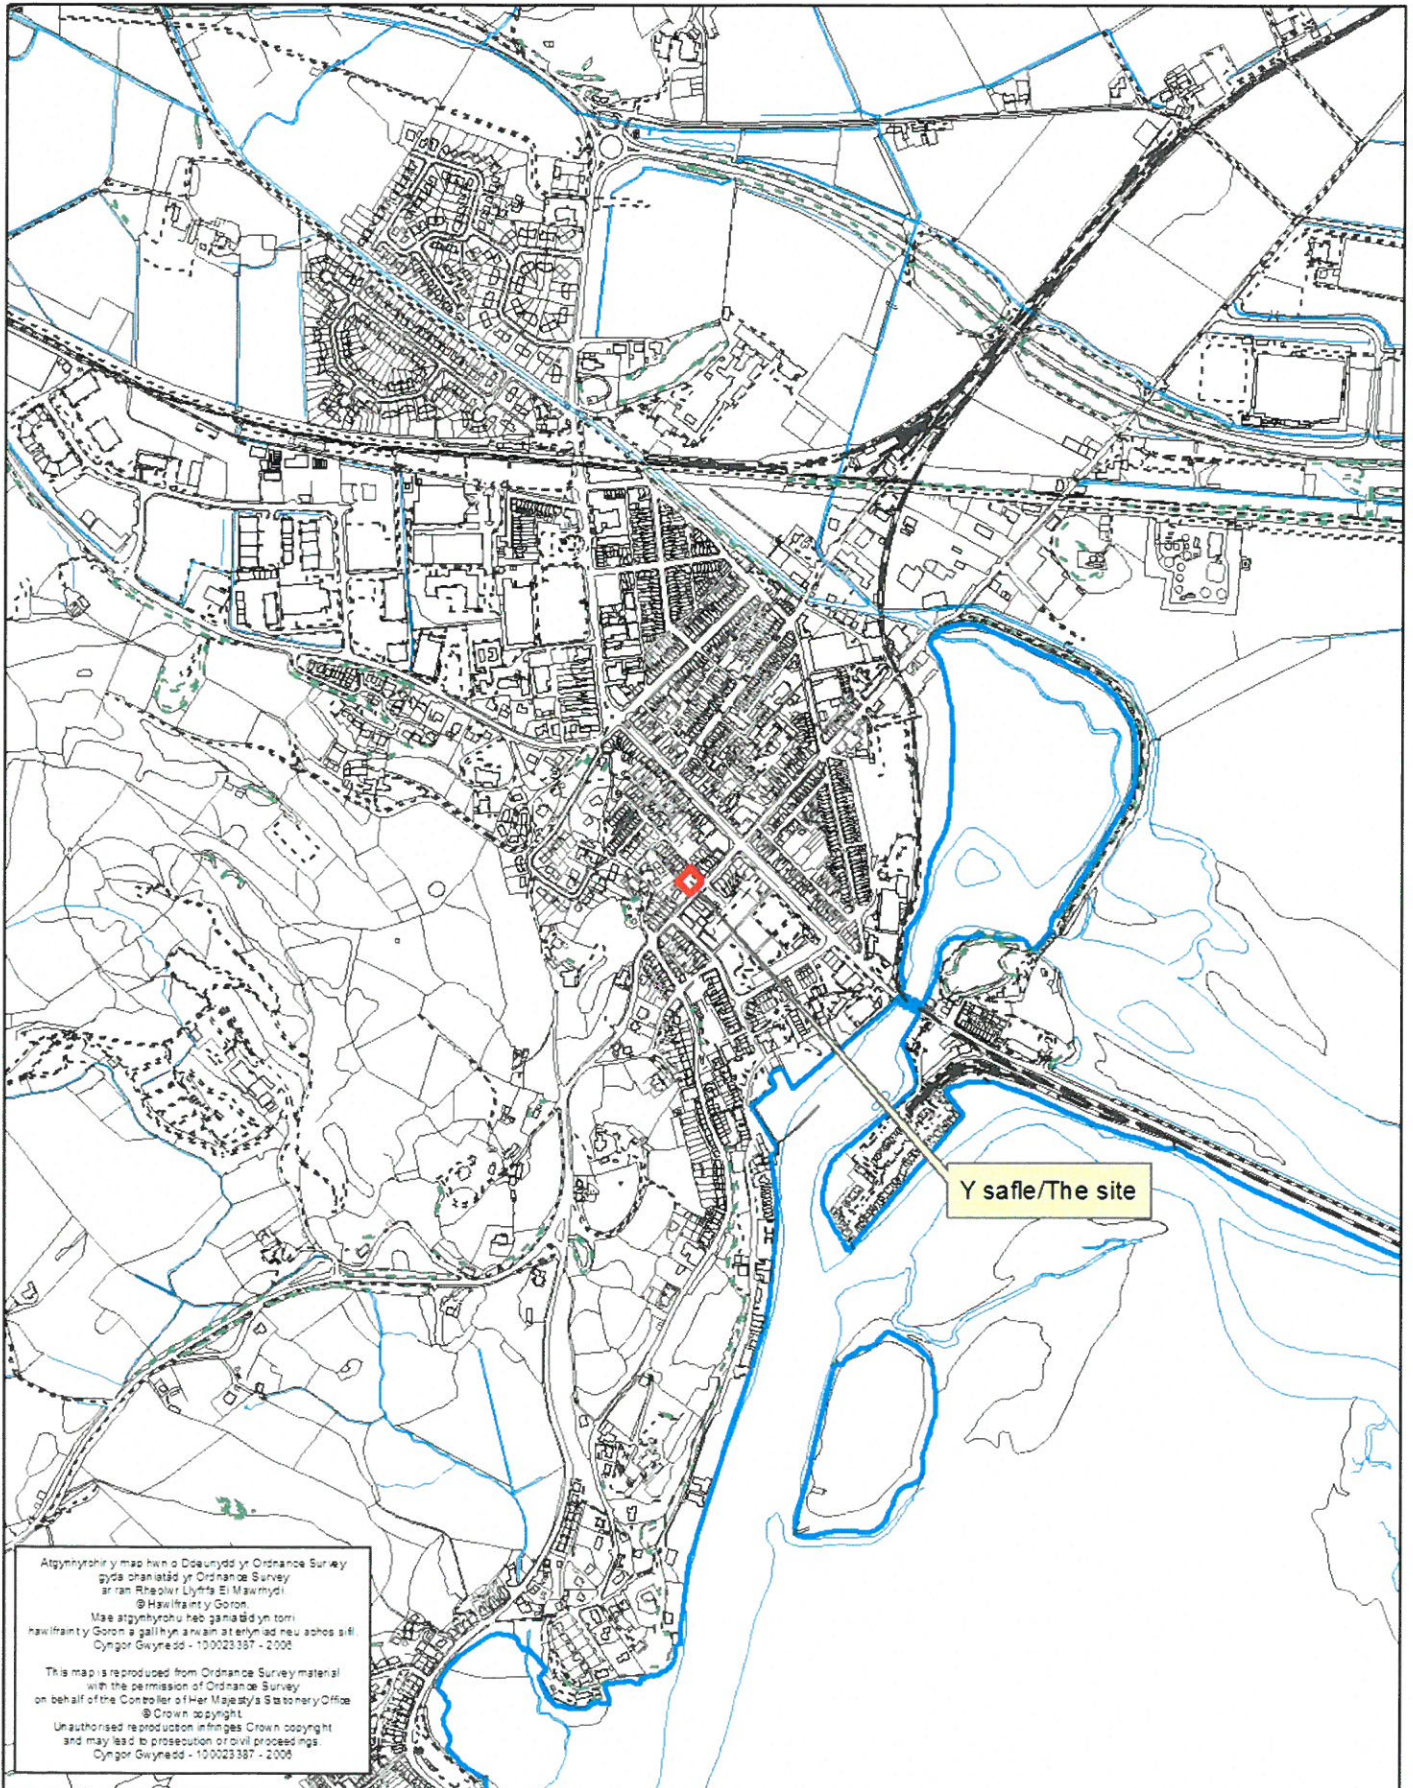 Y safle/The site
Atgynhyrchir y map hwn o Ddeunydd yr Ordnance Survey
gyda chaniatâd yr Ordnance Survey
ar ran Rheolwr Llyfrfa Ei Mawrhydi
© Hawlfraint y Goron.
Mae atgynhyrchu heb ganiatâd yn torri
hawlfraint y Goron a gall hyn arwain at erlyniad neu achos sifil.
Cyngor Gwynedd - 100023387 - 2008
This map is reproduced from Ordnance Survey material
with the permission of Ordnance Survey
on behalf of the Controller of Her Majesty's Stationery Office
© Crown copyright.
Unauthorised reproduction infringes Crown copyright
and may lead to prosecution or civil proceedings.
Cyngor Gwynedd - 100023387 - 2008